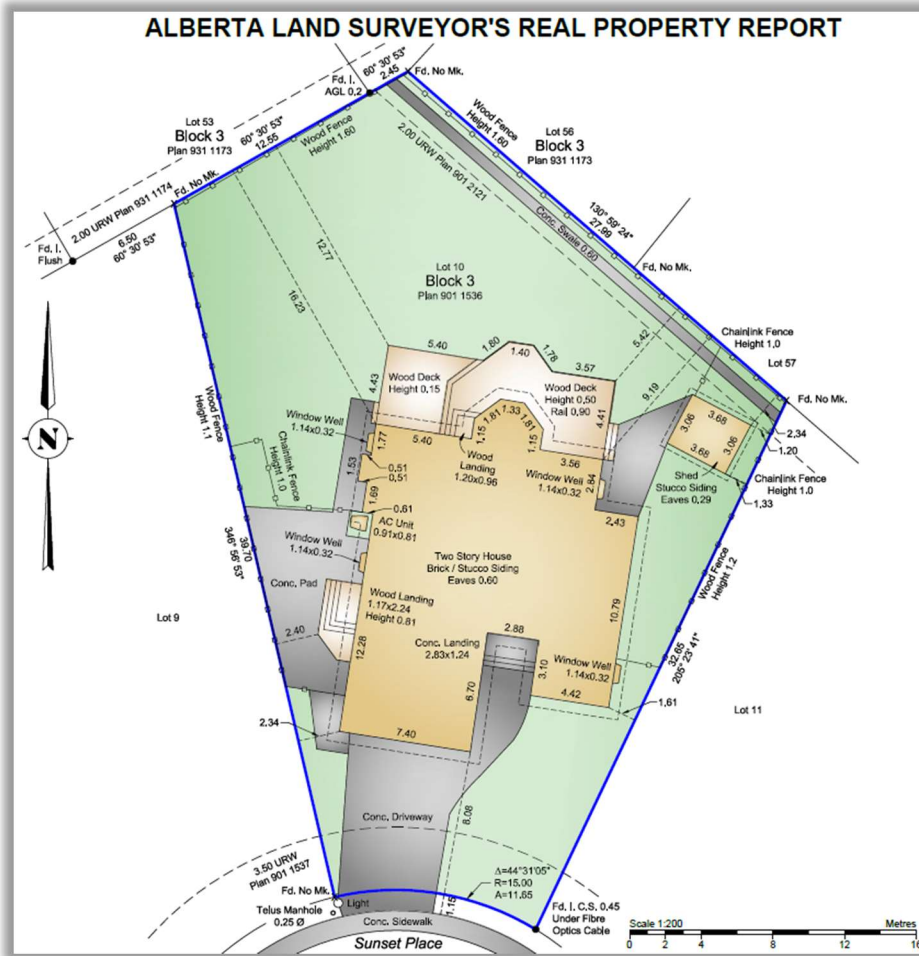 ALBERTA LAND SURVEYOR'S REAL PROPERTY REPORT
60° 30' 53"
2.45
Fd. No Mk.
Fd. I.
AGL 0.2
Lot 53
Block 3
Plan 931 1173
60° 30' 53"
12.55
Wood Fence
Height 1.60
Wood Fence
Height 1.60
Lot 56
Block 3
Plan 931 1173
2.00 URW Plan 901 2121
Fd. No Mk.
2.00 URW Plan 931 1174
6.50
60° 30' 53"
Fd. I.
Flush
130° 59' 24"
27.99
Conc. Swale 0.60
12.77
16.23
Lot 10
Block 3
Plan 901 1536
Fd. No Mk.
Chainlink Fence
Height 1.0
Lot 57
Fd. No Mk.
5.42
9.19
5.40
1.80
1.40
1.78
3.57
4.43
Wood Deck
Height 0.15
Wood Deck
Height 0.50
Rail 0.90
4.41
3.06
3.68
3.06
3.68
2.34
1.20
Wood Fence
Height 1.1
Window Well
1.14x0.32
1.77
5.40
1.15
1.81
1.33
1.81
1.15
3.56
Wood
Landing
1.20x0.96
Window Well
1.14x0.32
2.84
Shed
Stucco Siding
Eaves 0.29
Chainlink Fence
Height 1.0
1.33
N
Chainlink Fence
Height 1.0
1.53
0.51
0.51
1.69
0.61
AC Unit
0.91x0.81
2.43
Window Well
1.14x0.32
Two Story House
Brick / Stucco Siding
Eaves 0.60
Wood Fence
Height 1.2
39.70
346° 56' 53"
Conc. Pad
Wood Landing
1.17x2.24
Height 0.81
10.79
Lot 9
2.40
12.28
Conc. Landing
2.83x1.24
2.88
3.10
Window Well
1.14x0.32
32.65
205° 23' 41"
6.70
4.42
1.61
Lot 11
2.34
7.40
Conc. Driveway
8.08
3.50 URW
Plan 901 1537
Δ=44°31'05"
R=15.00
A=11.65
Fd. No Mk.
Light
Telus Manhole
0.25 Ø
1.15
Fd. I. C.S. 0.45
Under Fibre
Optics Cable
Conc. Sidewalk
Sunset Place
Scale 1:200
Metres
0 2 4 8 12 16